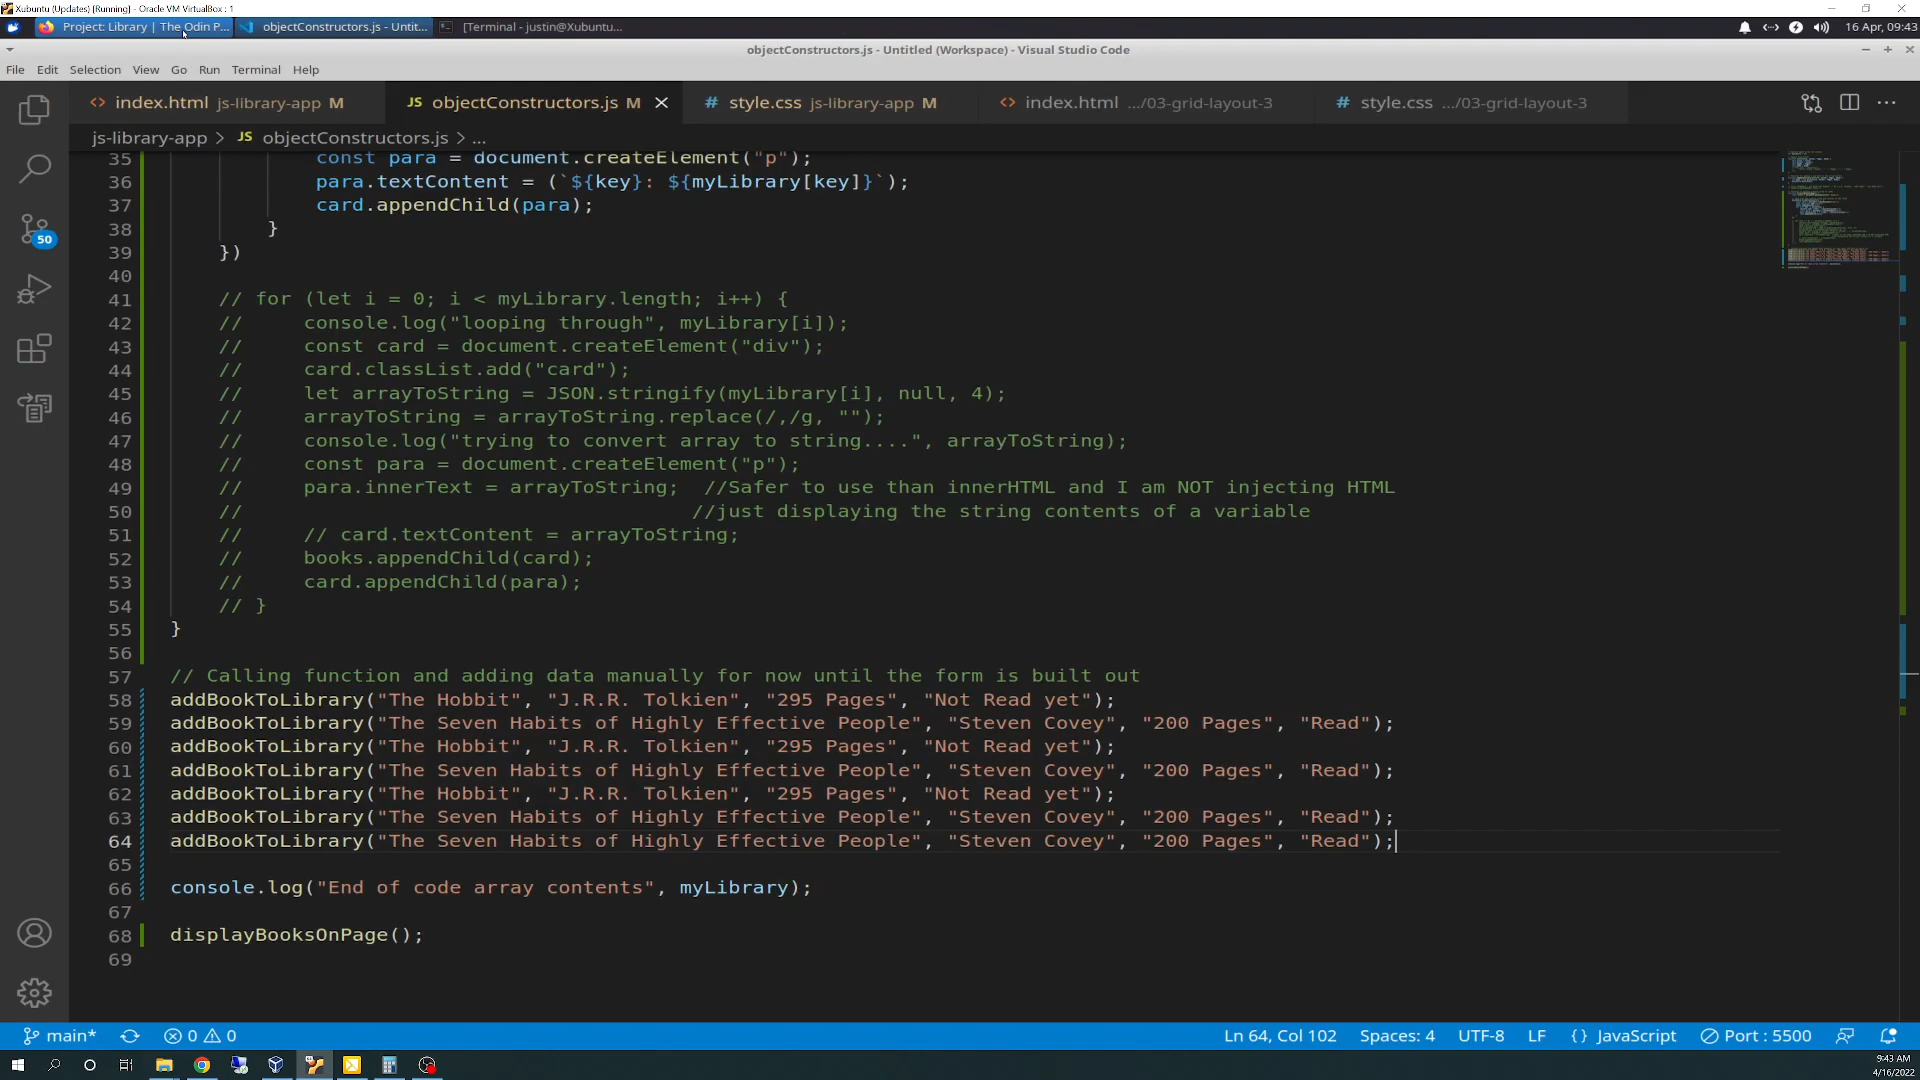 Xubuntu (Updates) [Running] - Oracle VM VirtualBox : 1
Project: Library | The Odin P...
objectConstructors.js - Untit...
[Terminal - justin@Xubuntu...
16 Apr, 09:43
objectConstructors.js - Untitled (Workspace) - Visual Studio Code
File Edit Selection View Go Run Terminal Help
index.html js-library-app M
JS objectConstructors.js M
# style.css js-library-app M
index.html .../03-grid-layout-3
# style.css .../03-grid-layout-3
js-library-app > JS objectConstructors.js > ...
35 const para = document.createElement("p");
36 para.textContent = (`${key}: ${myLibrary[key]}`);
37 card.appendChild(para);
38 }
39 })
40
41 // for (let i = 0; i < myLibrary.length; i++) {
42 // console.log("looping through", myLibrary[i]);
43 // const card = document.createElement("div");
44 // card.classList.add("card");
45 // let arrayToString = JSON.stringify(myLibrary[i], null, 4);
46 // arrayToString = arrayToString.replace(/,/g, "");
47 // console.log("trying to convert array to string....", arrayToString);
48 // const para = document.createElement("p");
49 // para.innerText = arrayToString; //Safer to use than innerHTML and I am NOT injecting HTML
50 // //just displaying the string contents of a variable
51 // // card.textContent = arrayToString;
52 // books.appendChild(card);
53 // card.appendChild(para);
54 // }
55 }
56
57 // Calling function and adding data manually for now until the form is built out
58 addBookToLibrary("The Hobbit", "J.R.R. Tolkien", "295 Pages", "Not Read yet");
59 addBookToLibrary("The Seven Habits of Highly Effective People", "Steven Covey", "200 Pages", "Read");
60 addBookToLibrary("The Hobbit", "J.R.R. Tolkien", "295 Pages", "Not Read yet");
61 addBookToLibrary("The Seven Habits of Highly Effective People", "Steven Covey", "200 Pages", "Read");
62 addBookToLibrary("The Hobbit", "J.R.R. Tolkien", "295 Pages", "Not Read yet");
63 addBookToLibrary("The Seven Habits of Highly Effective People", "Steven Covey", "200 Pages", "Read");
64 addBookToLibrary("The Seven Habits of Highly Effective People", "Steven Covey", "200 Pages", "Read");
65
66 console.log("End of code array contents", myLibrary);
67
68 displayBooksOnPage();
69
50
main* 0 0 Ln 64, Col 102 Spaces: 4 UTF-8 LF {} JavaScript Port : 5500
9:43 AM
4/16/2022